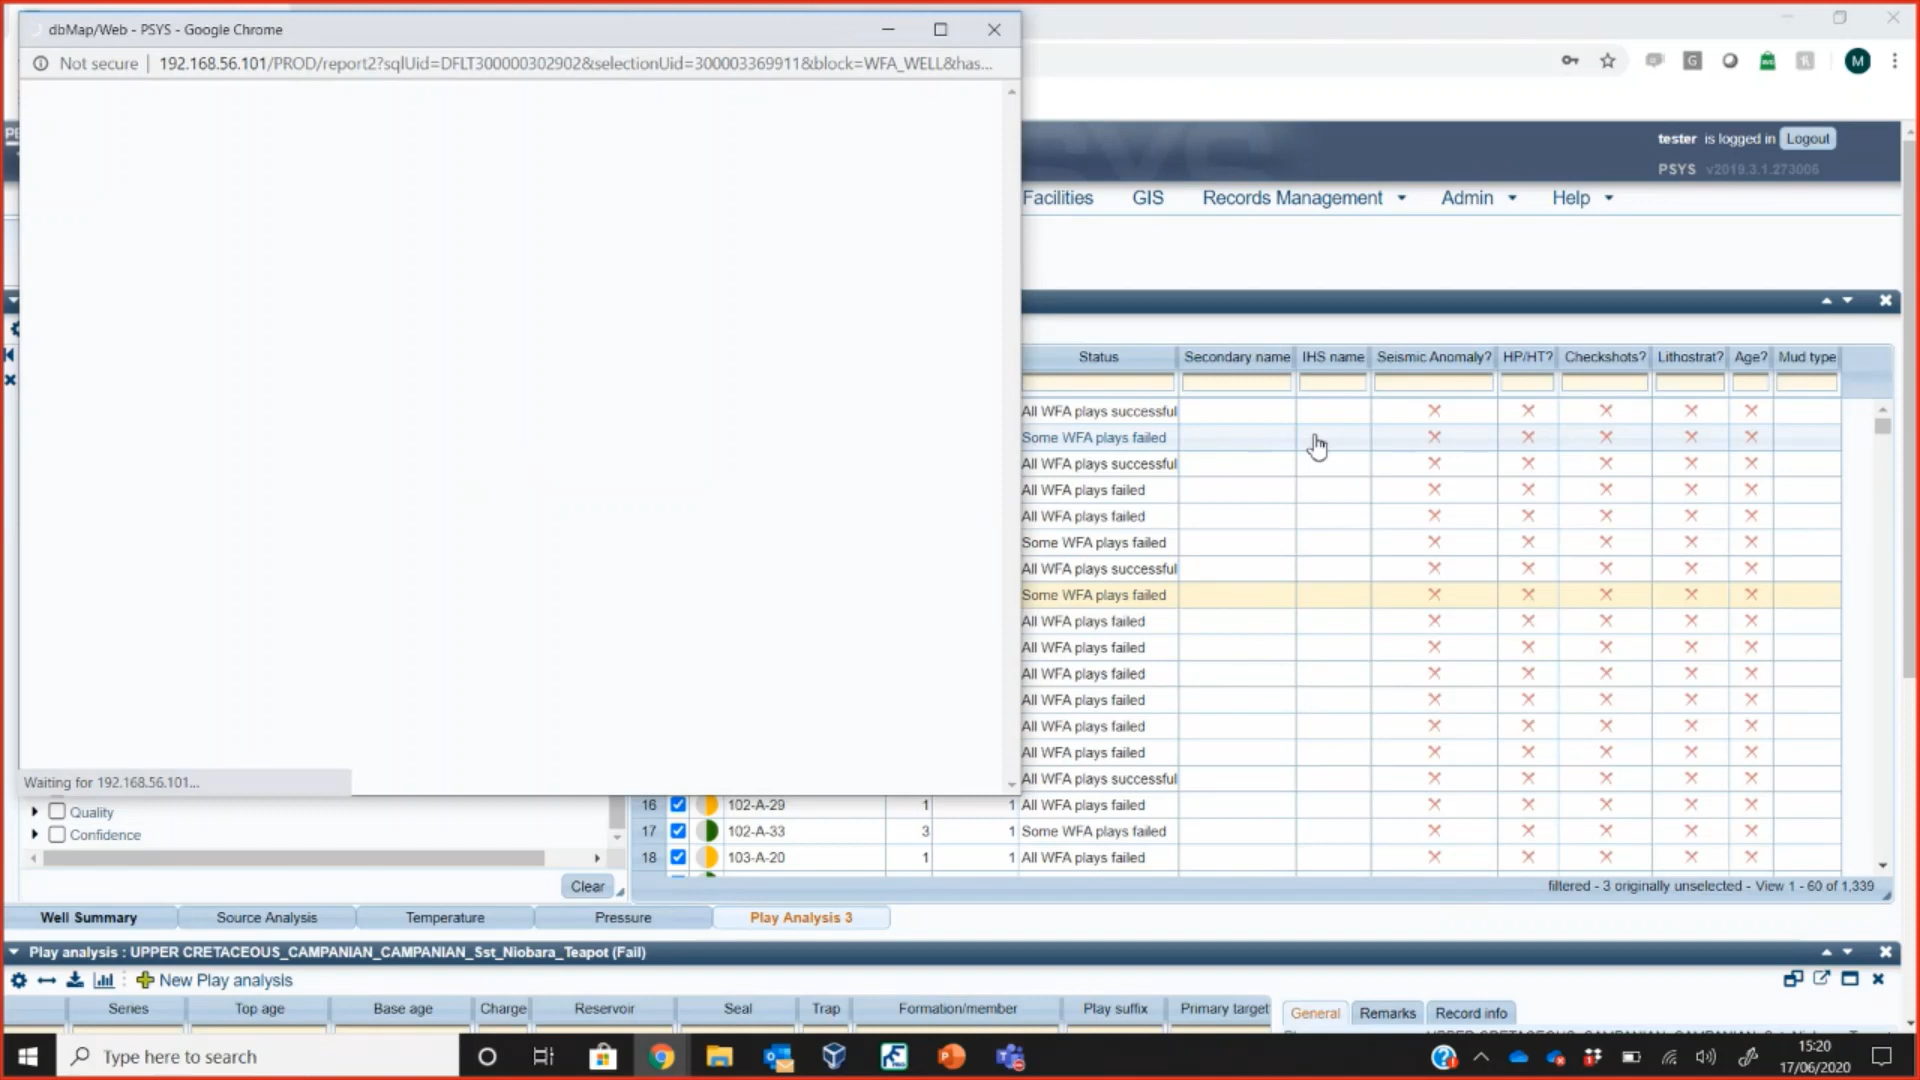 dbMap/Web - PSYS - Google Chrome
Not secure | 192.168.56.101/PROD/report2?sqlUid=DFLT300000302902&selectionUid=300003369911&block=WFA_WELL&has...
G
M
tester is logged in Logout
PSYS v2019.3.1.273006
Facilities GIS Records Management Admin Help
Status Secondary name IHS name Seismic Anomaly? HP/HT? Checkshots? Lithostrat? Age? Mud type
All WFA plays successful
Some WFA plays failed
All WFA plays successful
All WFA plays failed
All WFA plays failed
Some WFA plays failed
All WFA plays successful
Some WFA plays failed
All WFA plays failed
All WFA plays failed
All WFA plays failed
All WFA plays failed
All WFA plays failed
All WFA plays failed
All WFA plays successful
Waiting for 192.168.56.101...
16 102-A-29 1 1 All WFA plays failed
17 102-A-33 3 1 Some WFA plays failed
18 103-A-20 1 1 All WFA plays failed
Quality
Confidence
Clear
filtered - 3 originally unselected - View 1 - 60 of 1,339
Well Summary Source Analysis Temperature Pressure Play Analysis 3
Play analysis : UPPER CRETACEOUS_CAMPANIAN_CAMPANIAN_Sst_Niobara_Teapot (Fail)
New Play analysis
Series Top age Base age Charge Reservoir Seal Trap Formation/member Play suffix Primary target
General Remarks Record info
Type here to search
15:20
17/06/2020